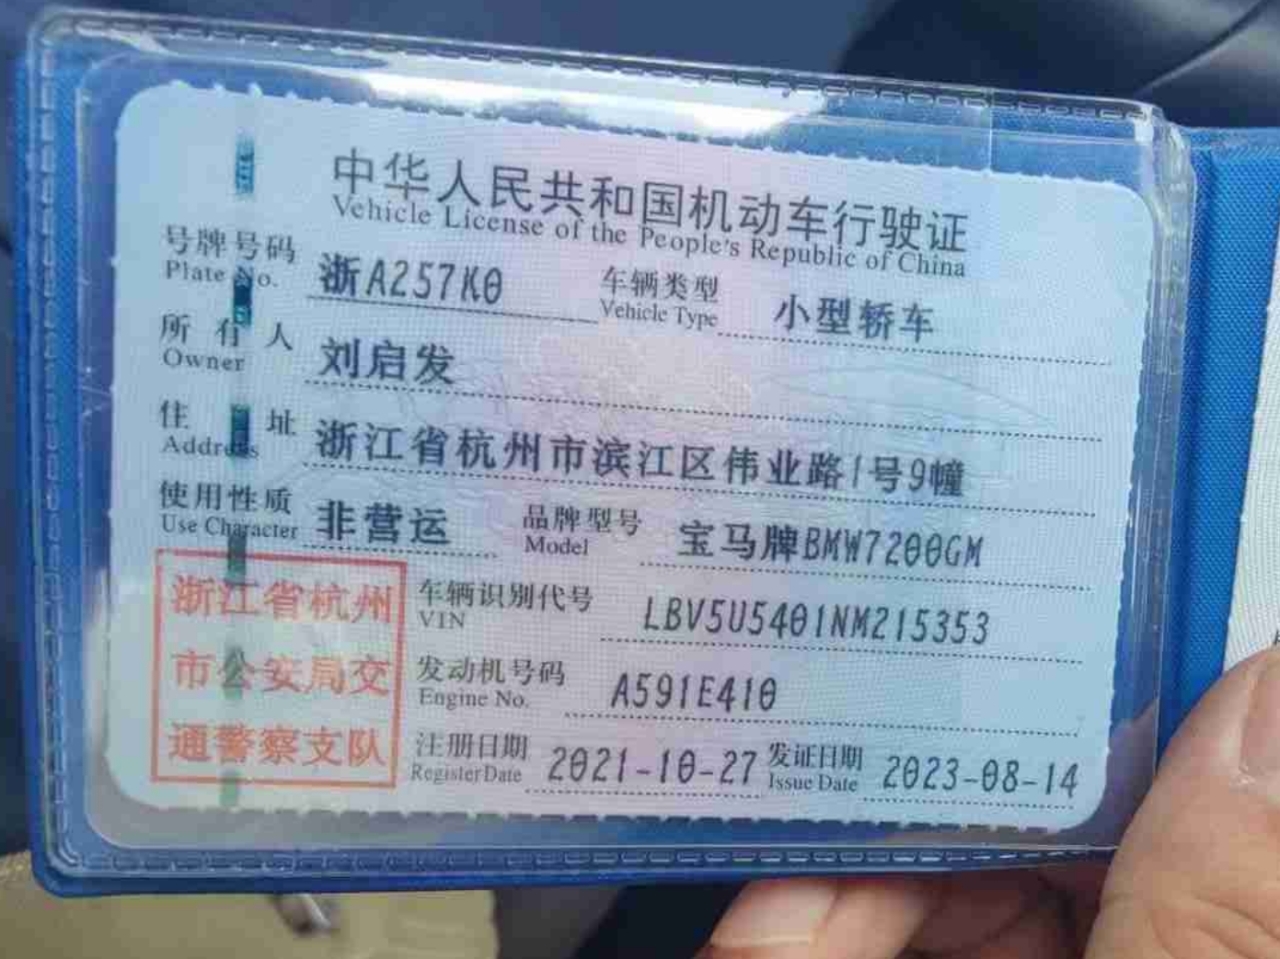 中华人民共和国机动车行驶证
Vehicle License of the People's Republic of China
号牌号码 浙A257K0 车辆类型 小型轿车
Plate No. Vehicle Type
所有人 刘启发
Owner
住址 浙江省杭州市滨江区伟业路1号9幢
Address
使用性质 非营运 品牌型号 宝马牌BMW7200GM
Use Character Model
浙江省杭州
市公安局交
通警察支队
车辆识别代号 LBV5U5401NM215353
VIN
发动机号码 A591E410
Engine No.
注册日期 2021-10-27 发证日期 2023-08-14
Register Date Issue Date